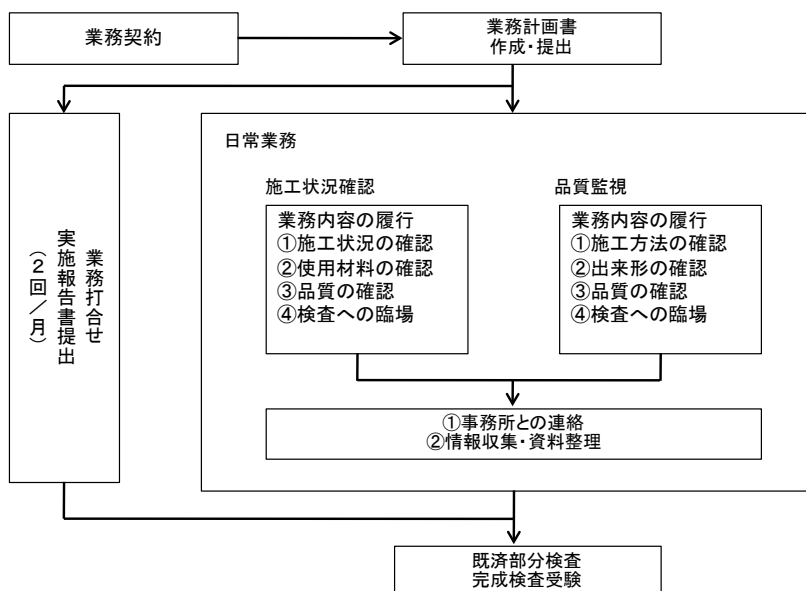 業務契約
業務計画書
作成・提出
業務打合せ
実施報告書提出
（２回／月）
日常業務
施工状況確認
業務内容の履行
①施工状況の確認
②使用材料の確認
③品質の確認
④検査への臨場
品質監視
業務内容の履行
①施工方法の確認
②出来形の確認
③品質の確認
④検査への臨場
①事務所との連絡
②情報収集・資料整理
既済部分検査
完成検査受験